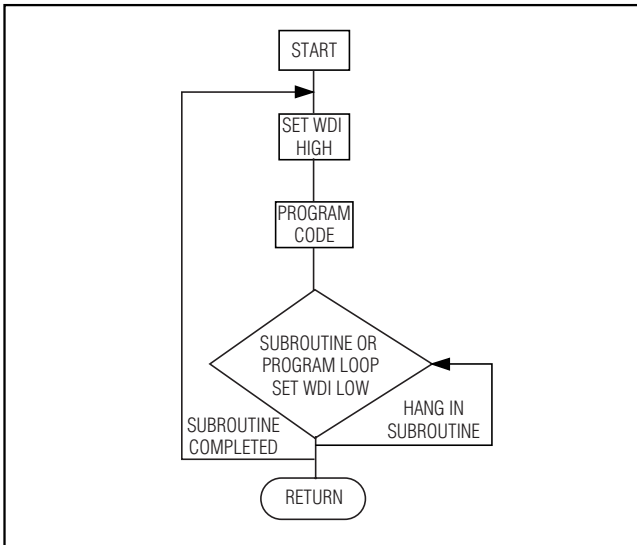 START
SET WDI
HIGH
PROGRAM
CODE
SUBROUTINE OR
PROGRAM LOOP
SET WDI LOW
SUBROUTINE
COMPLETED
HANG IN
SUBROUTINE
RETURN